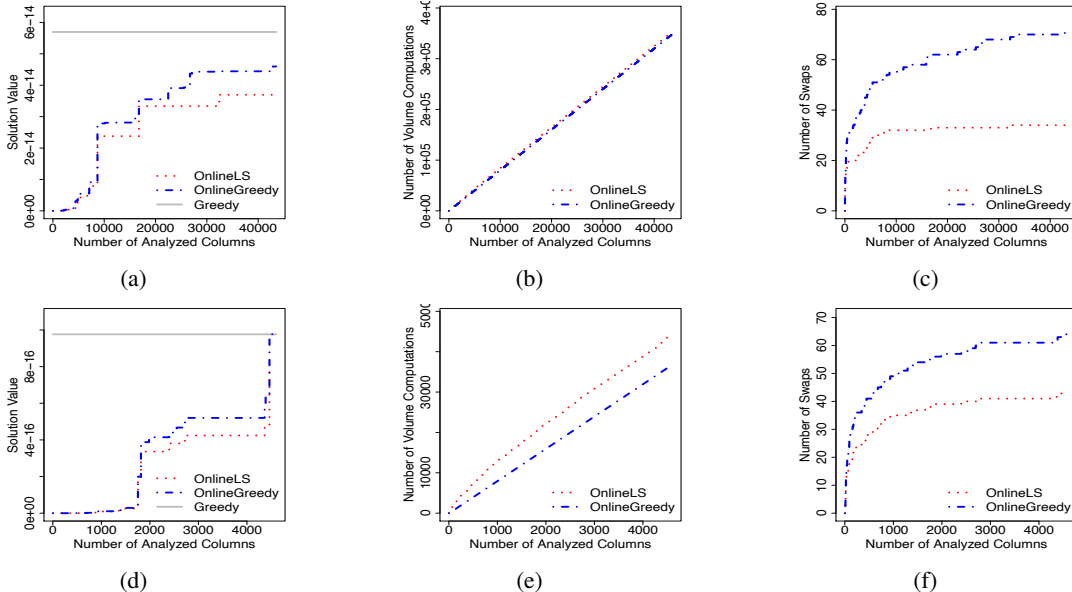 6e−14
4e−14
2e−14
0e+00
Solution Value
OnlineLS
OnlineGreedy
Greedy
0 10000 20000 30000 40000
Number of Analyzed Columns
(a)
4e+05
3e+05
2e+05
1e+05
0e+00
Number of Volume Computations
OnlineLS
OnlineGreedy
0 10000 20000 30000 40000
Number of Analyzed Columns
(b)
80
60
40
20
0
Number of Swaps
OnlineLS
OnlineGreedy
0 10000 20000 30000 40000
Number of Analyzed Columns
(c)
8e−16
4e−16
0e+00
Solution Value
OnlineLS
OnlineGreedy
Greedy
0 1000 2000 3000 4000
Number of Analyzed Columns
(d)
5000
30000
10000
0
Number of Volume Computations
OnlineLS
OnlineGreedy
0 1000 2000 3000 4000
Number of Analyzed Columns
(e)
70
60
50
40
30
20
10
0
Number of Swaps
OnlineLS
OnlineGreedy
0 1000 2000 3000 4000
Number of Analyzed Columns
(f)